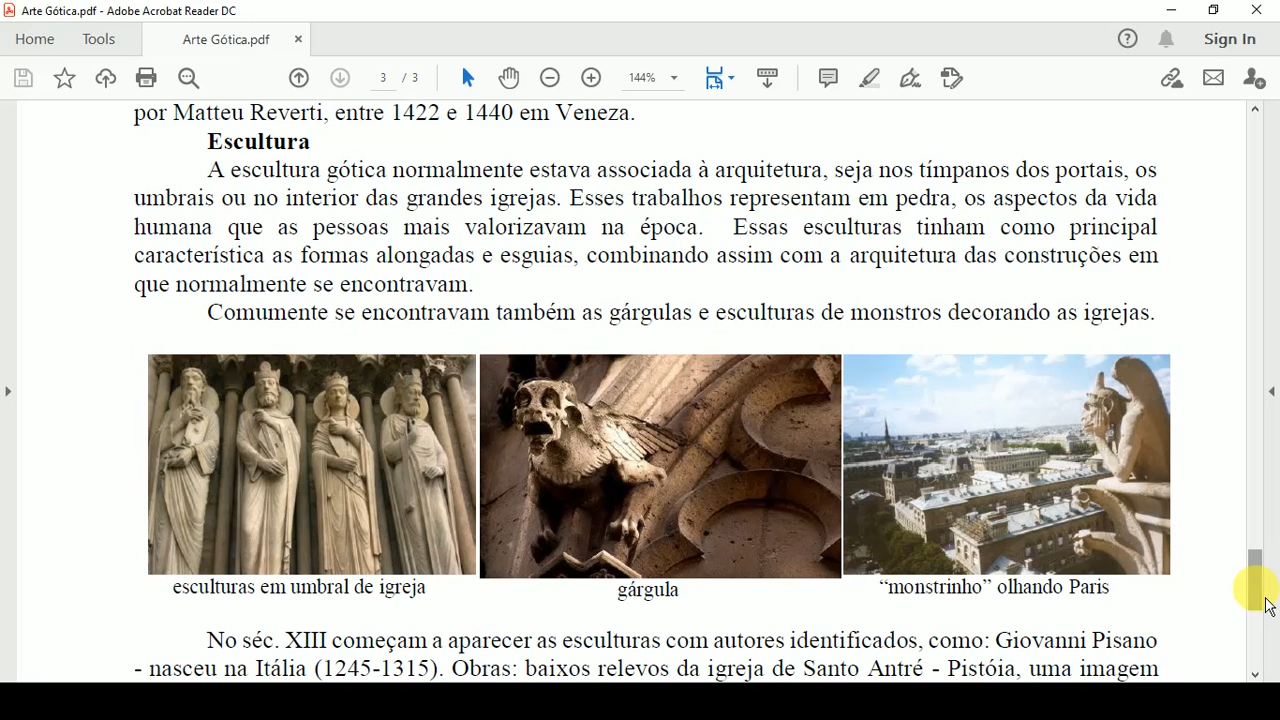 Arte Gótica.pdf - Adobe Acrobat Reader DC
Home Tools Arte Gótica.pdf × Sign In
3 / 3 144%
por Matteu Reverti, entre 1422 e 1440 em Veneza.
Escultura
A escultura gótica normalmente estava associada à arquitetura, seja nos tímpanos dos portais, os
umbrais ou no interior das grandes igrejas. Esses trabalhos representam em pedra, os aspectos da vida
humana que as pessoas mais valorizavam na época. Essas esculturas tinham como principal
característica as formas alongadas e esguias, combinando assim com a arquitetura das construções em
que normalmente se encontravam.
Comumente se encontravam também as gárgulas e esculturas de monstros decorando as igrejas.
esculturas em umbral de igreja
gárgula
“monstrinho” olhando Paris
No séc. XIII começam a aparecer as esculturas com autores identificados, como: Giovanni Pisano
- nasceu na Itália (1245-1315). Obras: baixos relevos da igreja de Santo Antré - Pistóia, uma imagem